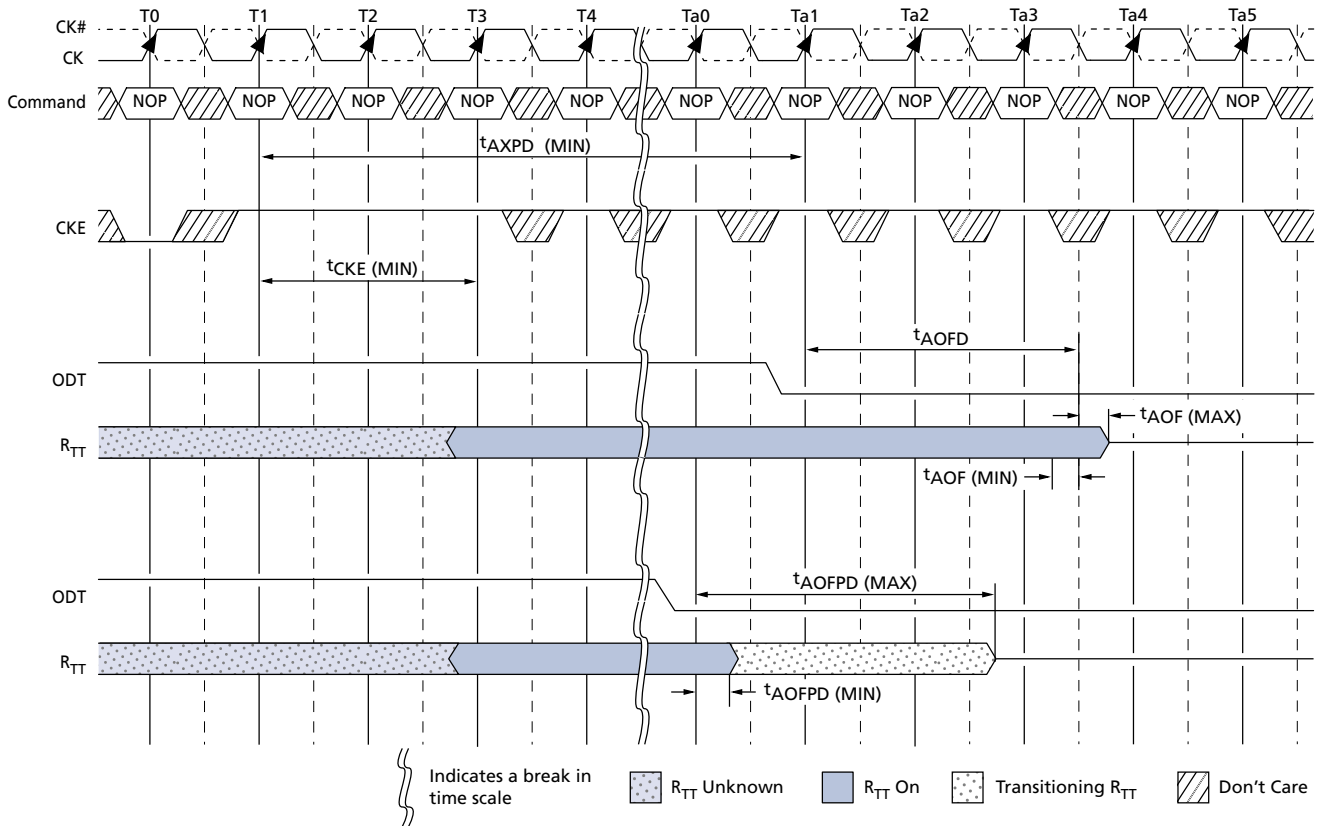 T0 T1 T2 T3 T4 Ta0 Ta1 Ta2 Ta3 Ta4 Ta5
CK#
CK
Command NOP NOP NOP NOP NOP NOP NOP NOP NOP NOP NOP
tAXPD (MIN)
CKE
tCKE (MIN)
tAOFD
ODT
tAOF (MAX)
RTT
tAOF (MIN)
tAOFPD (MAX)
ODT
RTT
tAOFPD (MIN)
Indicates a break in
time scale
RTT Unknown
RTT On
Transitioning RTT
Don't Care